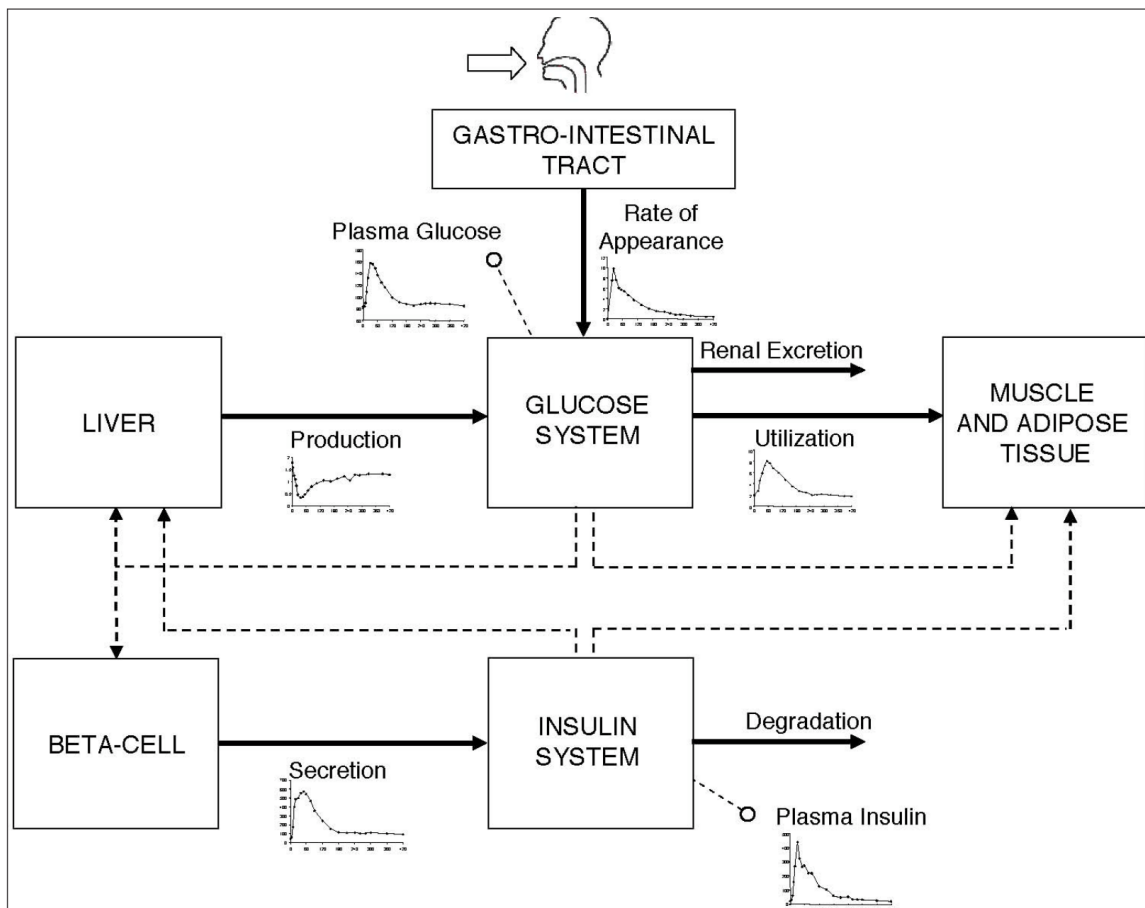 GASTRO-INTESTINAL
TRACT
Plasma Glucose
Rate of
Appearance
LIVER
Production
GLUCOSE
SYSTEM
Renal Excretion
Utilization
MUSCLE
AND ADIPOSE
TISSUE
BETA-CELL
Secretion
INSULIN
SYSTEM
Degradation
Plasma Insulin